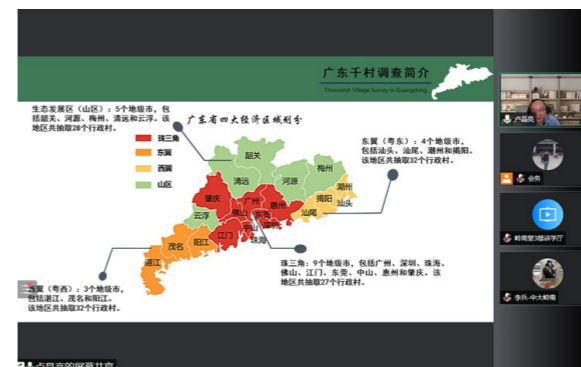 广东千村调查简介
Thousand-Village Survey in Guangdong
生态发展区（山区）：5个地级市，包
括韶关、河源、梅州、清远和云浮。该
地区共抽取28个行政村。
广东省四大经济区域划分
珠三角
东翼
西翼
山区
东翼（粤东）：4个地级市，
包括汕头、汕尾、潮州和揭阳。
该地区共抽取32个行政村。
韶关
清远
河源
梅州
潮州
揭阳
汕头
汕尾
肇庆
广州
惠州
佛山
东莞
深圳
云浮
中山
江门
珠海
阳江
茂名
湛江
珠三角：9个地级市，包括广州、深圳、珠海、
佛山、江门、东莞、中山、惠州和肇庆。该
地区共抽取27个行政村。
翼（粤西）：3个地级市，
包括湛江、茂名和阳江。
该地区共抽取32个行政村。
会务
岭南堂3楼讲学厅
李兵-中大岭南
的屏幕共享